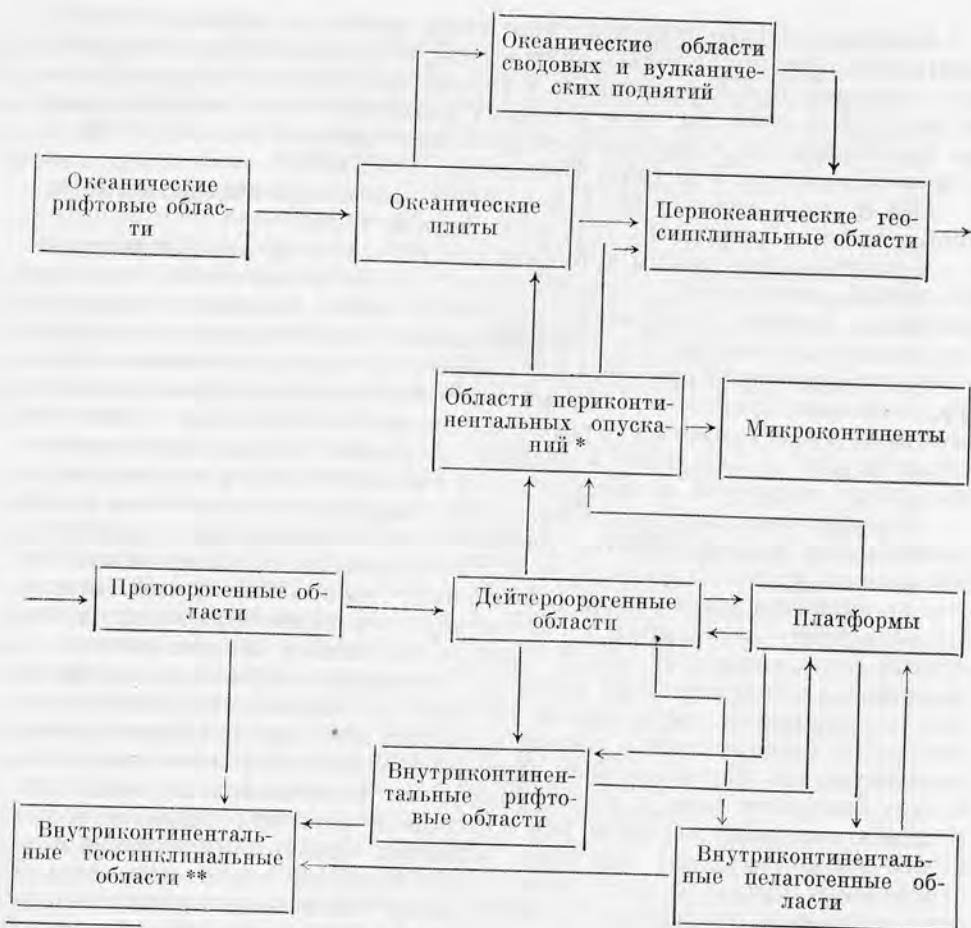 Океанические области
сводовых и вулканиче-
ских поднятий
Океанические
рифтовые облас-
ти
Океанические
плиты
Периокеанические гео-
синклинальные области
Области периконти-
нентальных опуска-
ний *
Микроконтиненты
Протоорогенные об-
ласти
Дейтероорогенные
области
Платформы
Внутриконтинен-
тальные рифто-
вые области
Внутриконтиненталь-
ные геосинклинальные
области **
Внутриконтиненталь-
ные пелагогенные об-
ласти